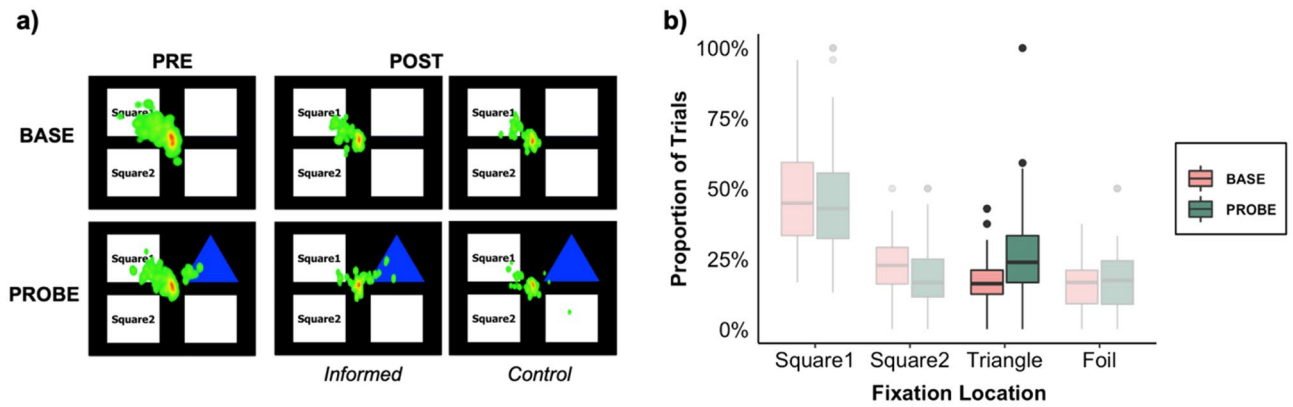 a)
PRE
POST
BASE
Square1
Square2
Square1
Square2
Square1
Square2
PROBE
Square1
Square2
Square1
Square2
Square1
Square2
Informed
Control
b)
Proportion of Trials
100%
75%
50%
25%
0%
Square1 Square2 Triangle Foil
Fixation Location
BASE
PROBE